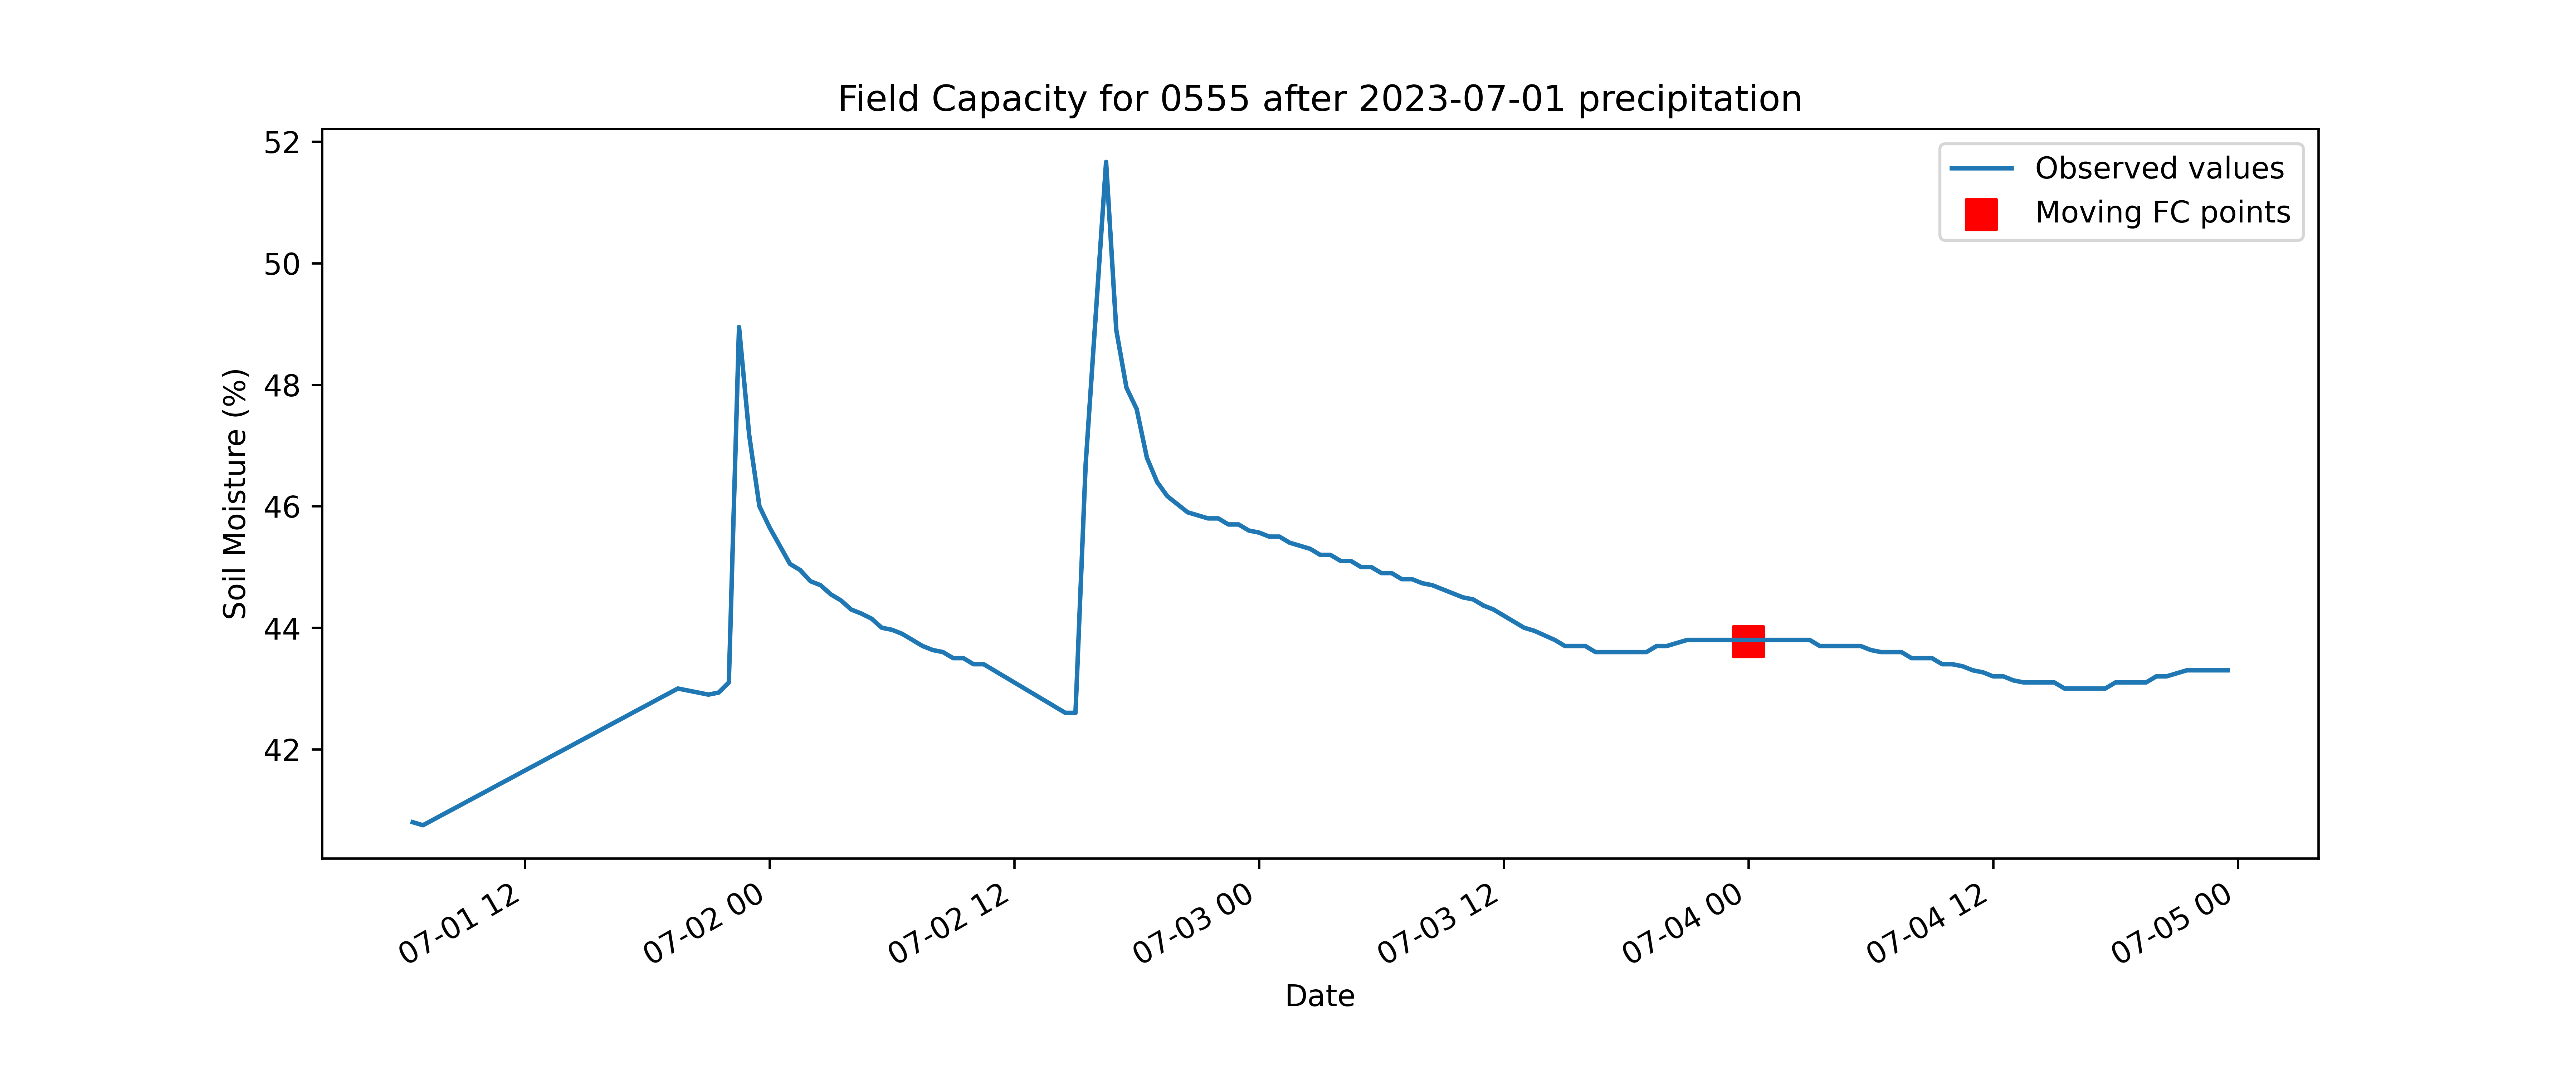 Field Capacity for 0555 after 2023-07-01 precipitation
Observed values
Moving FC points
Soil Moisture (%)
52
50
48
46
44
42
07-01 12
07-02 00
07-02 12
07-03 00
07-03 12
07-04 00
07-04 12
07-05 00
Date